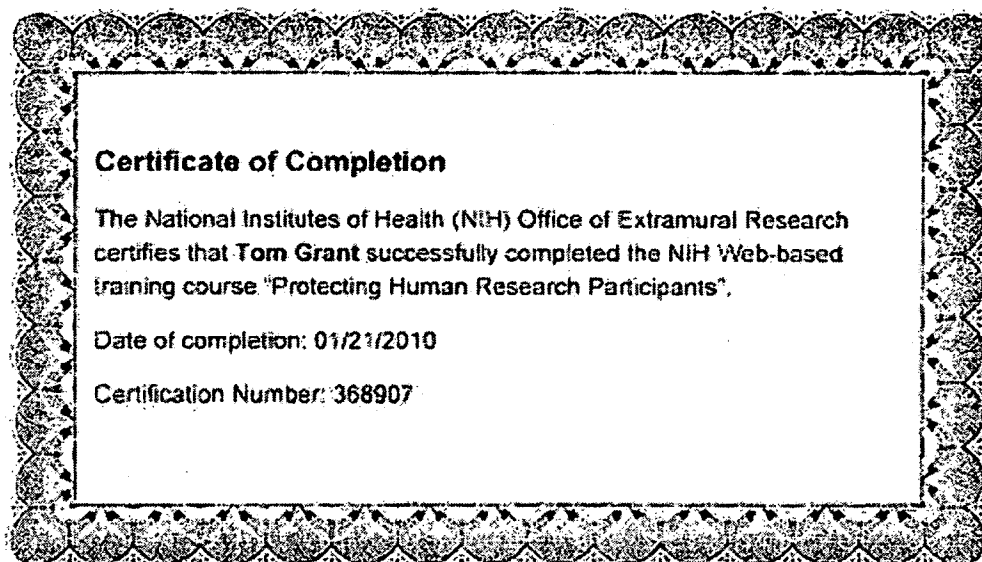 Certificate of Completion
The National Institutes of Health (NIH) Office of Extramural Research
certifies that Tom Grant successfully completed the NIH Web-based
training course "Protecting Human Research Participants".
Date of completion: 01/21/2010
Certification Number: 368907